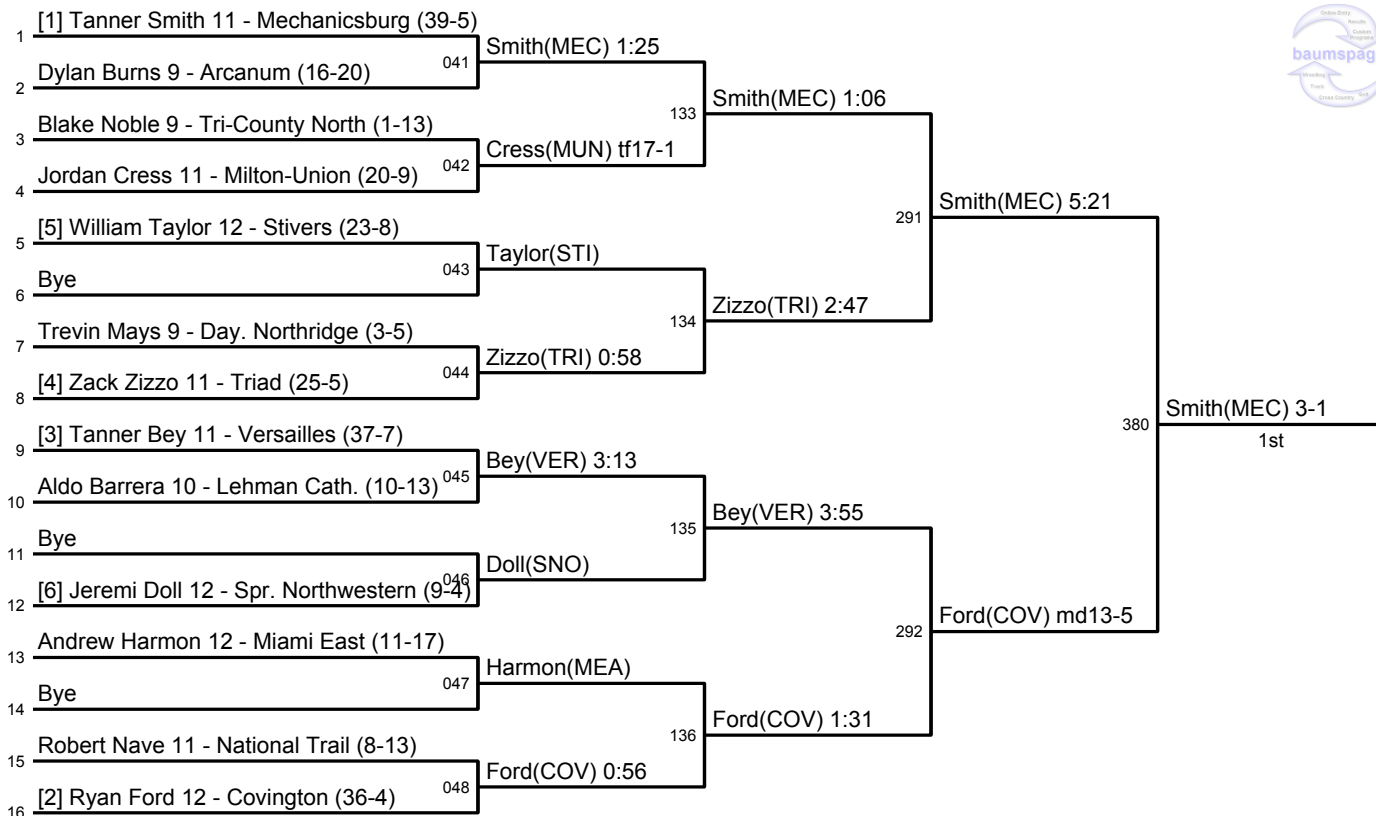 [1] Tanner Smith 11 - Mechanicsburg (39-5)
1
041
Smith(MEC) 1:25
Dylan Burns 9 - Arcanum (16-20)
2
133
Smith(MEC) 1:06
Blake Noble 9 - Tri-County North (1-13)
3
042
Cress(MUN) tf17-1
Jordan Cress 11 - Milton-Union (20-9)
4
291
Smith(MEC) 5:21
[5] William Taylor 12 - Stivers (23-8)
5
043
Taylor(STI)
Bye
6
134
Zizzo(TRI) 2:47
Trevin Mays 9 - Day. Northridge (3-5)
7
044
Zizzo(TRI) 0:58
[4] Zack Zizzo 11 - Triad (25-5)
8
380
Smith(MEC) 3-1
1st
[3] Tanner Bey 11 - Versailles (37-7)
9
045
Bey(VER) 3:13
Aldo Barrera 10 - Lehman Cath. (10-13)
10
135
Bey(VER) 3:55
Bye
11
046
Doll(SNO)
[6] Jeremi Doll 12 - Spr. Northwestern (9-4)
12
292
Ford(COV) md13-5
Andrew Harmon 12 - Miami East (11-17)
13
047
Harmon(MEA)
Bye
14
136
Ford(COV) 1:31
Robert Nave 11 - National Trail (8-13)
15
048
Ford(COV) 0:56
[2] Ryan Ford 12 - Covington (36-4)
16
baumspag